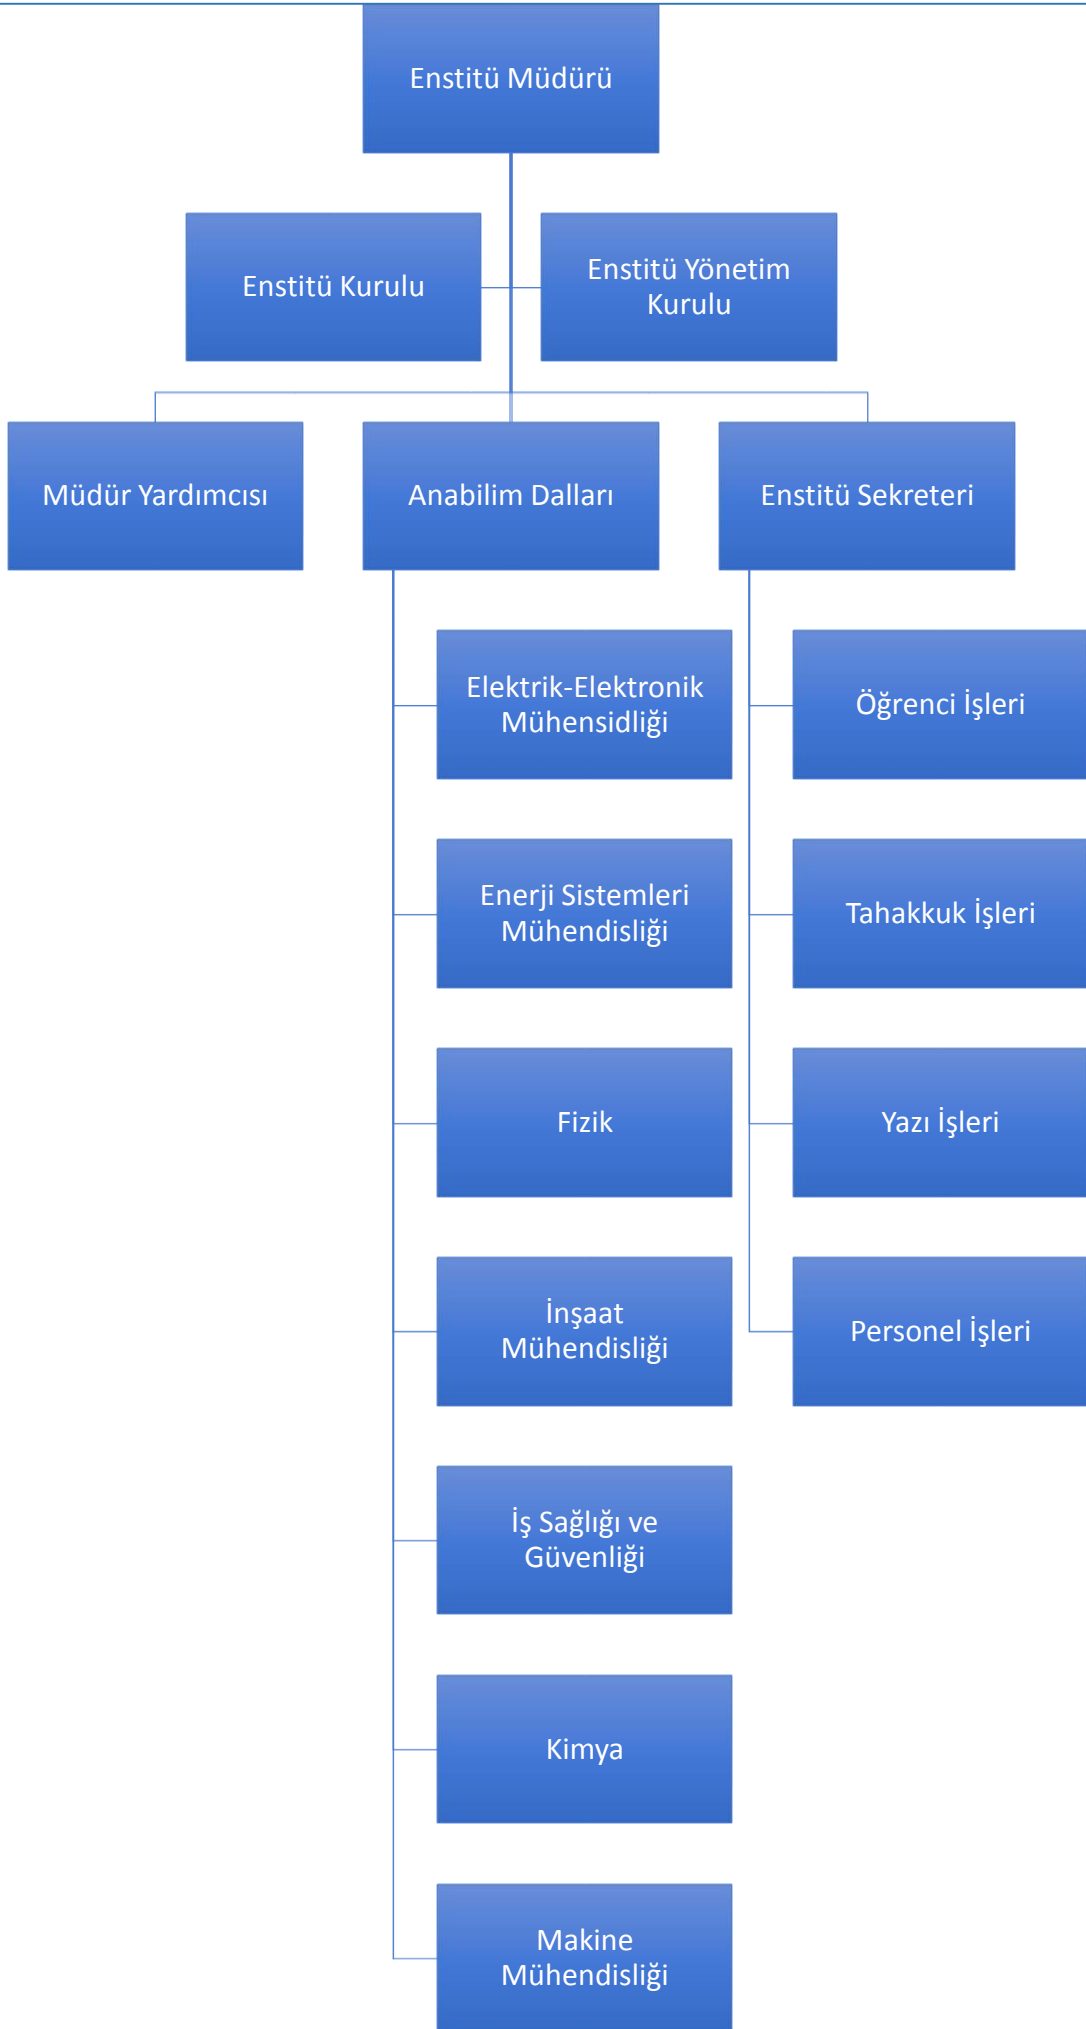 Enstitü Müdürü
Enstitü Kurulu
Enstitü Yönetim
Kurulu
Müdür Yardımcısı
Anabilim Dalları
Enstitü Sekreteri
Elektrik-Elektronik
Mühensidliği
Öğrenci İşleri
Enerji Sistemleri
Mühendisliği
Tahakkuk İşleri
Fizik
Yazı İşleri
İnşaat
Mühendisliği
Personel İşleri
İş Sağlığı ve
Güvenliği
Kimya
Makine
Mühendisliği